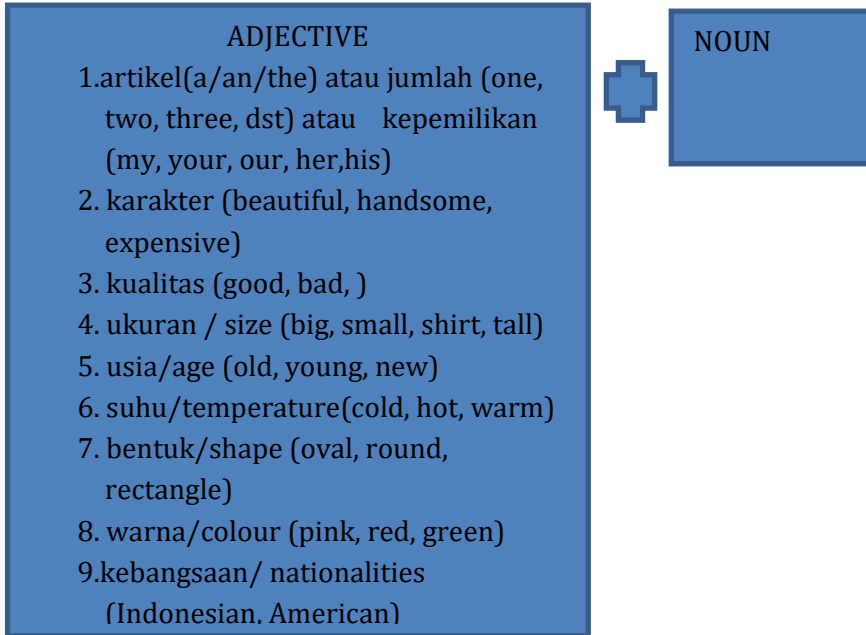 ADJECTIVE
1.artikel(a/an/the) atau jumlah (one,
two, three, dst) atau kepemilikan
(my, your, our, her,his)
2. karakter (beautiful, handsome,
expensive)
3. kualitas (good, bad, )
4. ukuran / size (big, small, shirt, tall)
5. usia/age (old, young, new)
6. suhu/temperature(cold, hot, warm)
7. bentuk/shape (oval, round,
rectangle)
8. warna/colour (pink, red, green)
9.kebangsaan/ nationalities
(Indonesian, American)
NOUN